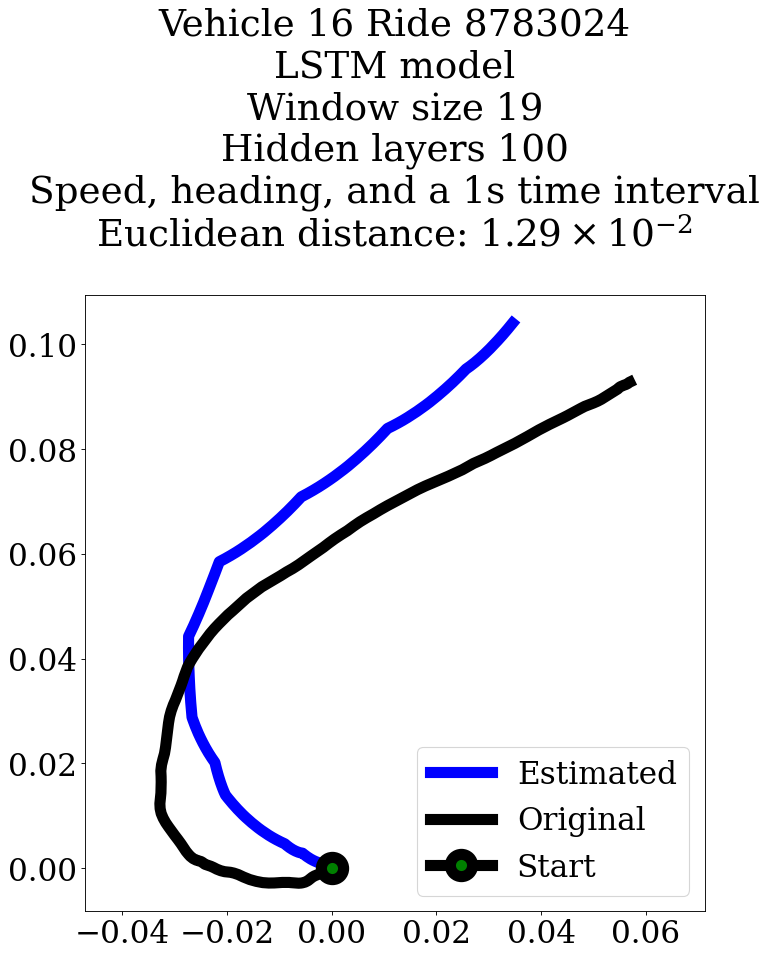 Vehicle 16 Ride 8783024
LSTM model
Window size 19
Hidden layers 100
Speed, heading, and a 1s time interval
Euclidean distance: 1.29 × 10⁻²
0.10
0.08
0.06
0.04
0.02
0.00
Estimated
Original
Start
−0.04 −0.02 0.00 0.02 0.04 0.06